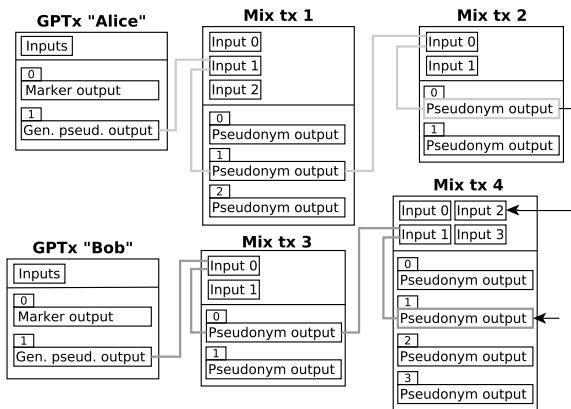 GPTx "Alice"
Inputs
0
Marker output
1
Gen. pseud. output
Mix tx 1
Input 0
Input 1
Input 2
0
Pseudonym output
1
Pseudonym output
2
Pseudonym output
Mix tx 2
Input 0
Input 1
0
Pseudonym output
1
Pseudonym output
GPTx "Bob"
Inputs
0
Marker output
1
Gen. pseud. output
Mix tx 3
Input 0
Input 1
0
Pseudonym output
1
Pseudonym output
Mix tx 4
Input 0 Input 2
Input 1 Input 3
0
Pseudonym output
1
Pseudonym output
2
Pseudonym output
3
Pseudonym output